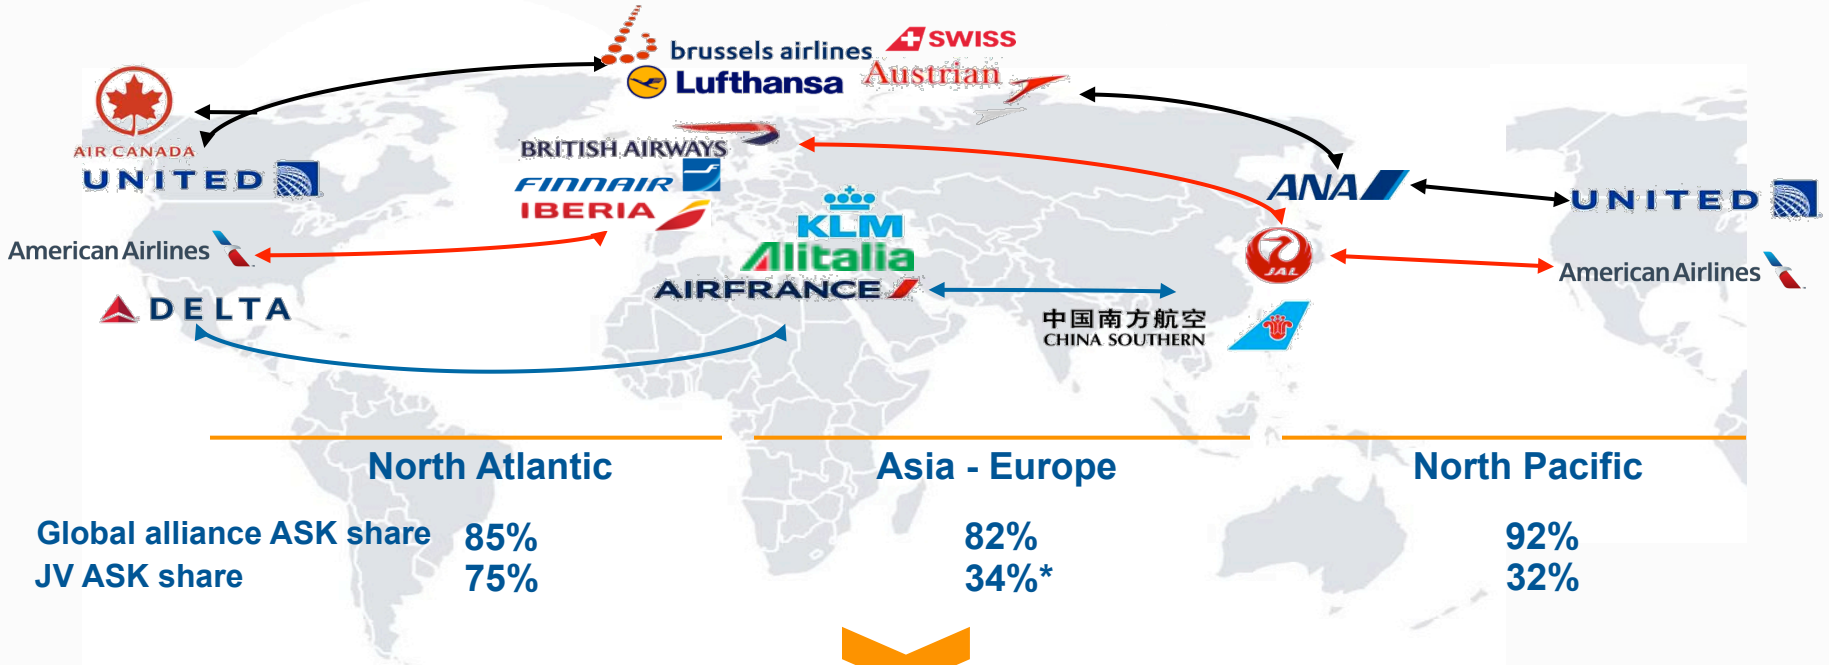 brussels airlines
SWISS
Lufthansa
Austrian
AIR CANADA
UNITED
BRITISH AIRWAYS
FINNAIR
IBERIA
ANA
UNITED
KLM
Alitalia
AIRFRANCE
American Airlines
JAL
American Airlines
DELTA
中国南方航空
CHINA SOUTHERN
North Atlantic Asia - Europe North Pacific
Global alliance ASK share 85% 82% 92%
JV ASK share 75% 34%* 32%